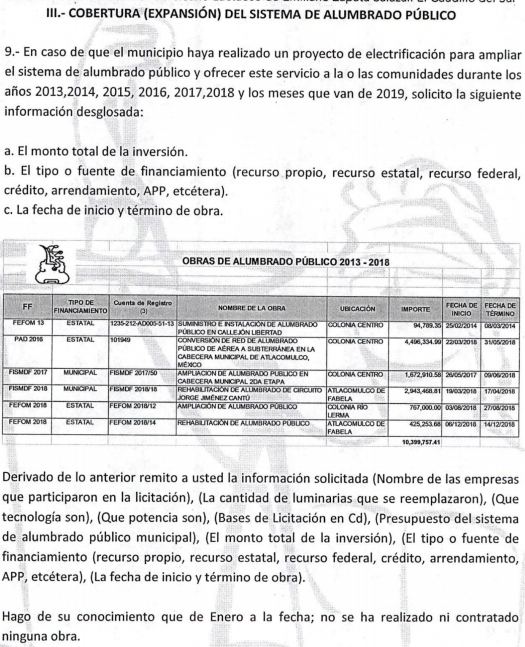 III.- COBERTURA (EXPANSIÓN) DEL SISTEMA DE ALUMBRADO PÚBLICO
9.- En caso de que el municipio haya realizado un proyecto de electrificación para ampliar
el sistema de alumbrado público y ofrecer este servicio a la o las comunidades durante los
años 2013,2014, 2015, 2016, 2017,2018 y los meses que van de 2019, solicito la siguiente
información desglosada:
a. El monto total de la inversión.
b. El tipo o fuente de financiamiento (recurso propio, recurso estatal, recurso federal,
crédito, arrendamiento, APP, etcétera).
c. La fecha de inicio y término de obra.
OBRAS DE ALUMBRADO PÚBLICO 2013 - 2018
FF TIPO DE FINANCIAMIENTO Cuenta de Registro (3) NOMBRE DE LA OBRA UBICACIÓN IMPORTE FECHA DE INICIO FECHA DE TÉRMINO
FEFOM 13 ESTATAL 1235-212-AD005-51-13 SUMINISTRO E INSTALACIÓN DE ALUMBRADO COLONIA CENTRO 94,789.35 25/02/2014 08/03/2014
PÚBLICO EN CALLEJÓN LIBERTAD
PAD 2016 ESTATAL 101949 CONVERSIÓN DE RED DE ALUMBRADO COLONIA CENTRO 4,496,334.99 22/03/2018 31/05/2018
PÚBLICO DE AÉREA A SUBTERRÁNEA EN LA
CABECERA MUNICIPAL DE ATLACOMULCO,
MÉXICO
FISMDF 2017 MUNICIPAL FISMDF 2017/50 AMPLIACIÓN DE ALUMBRADO PUBLICO EN COLONIA CENTRO 1,672,910.58 26/05/2017 09/06/2018
CABECERA MUNICIPAL 2DA ETAPA
FISMDF 2018 MUNICIPAL FISMDF 2018/18 REHABILITACIÓN DE ALUMBRADO DE CIRCUITO ATLACOMULCO DE 2,943,468.81 19/03/2018 17/04/2018
JORGE JIMÉNEZ CANTÚ FABELA
FEFOM 2018 ESTATAL FEFOM 2018/12 AMPLIACIÓN DE ALUMBRADO PÚBLICO COLONIA RÍO 767,000.00 03/08/2018 27/08/2018
LERMA
FEFOM 2018 ESTATAL FEFOM 2018/14 REHABILITACIÓN DE ALUMBRADO PÚBLICO ATLACOMULCO DE 425,253.68 06/12/2018 14/12/2018
FABELA
10,399,757.41
Derivado de lo anterior remito a usted la información solicitada (Nombre de las empresas
que participaron en la licitación), (La cantidad de luminarias que se reemplazaron), (Que
tecnología son), (Que potencia son), (Bases de Licitación en Cd), (Presupuesto del sistema
de alumbrado público municipal), (El monto total de la inversión), (El tipo o fuente de
financiamiento (recurso propio, recurso estatal, recurso federal, crédito, arrendamiento,
APP, etcétera), (La fecha de inicio y término de obra).
Hago de su conocimiento que de Enero a la fecha; no se ha realizado ni contratado
ninguna obra.